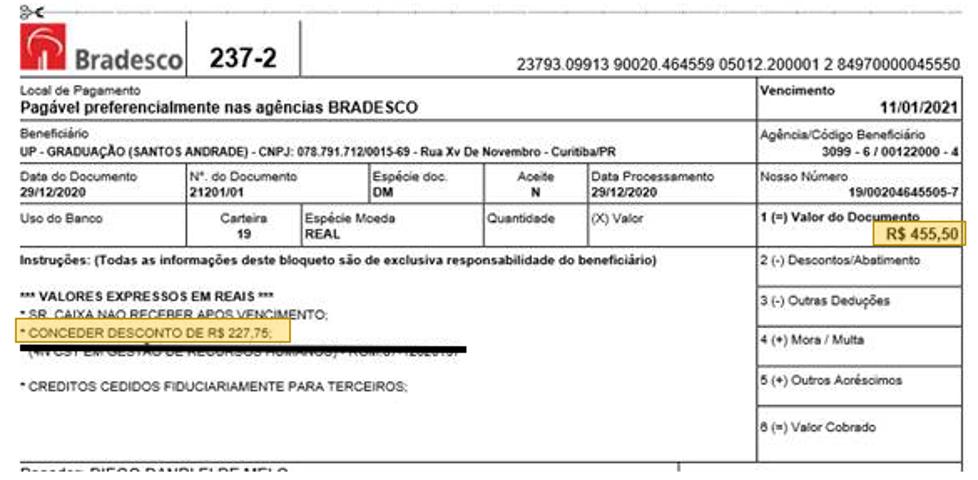 Bradesco 237-2 23793.09913 90020.464559 05012.200001 2 84970000045550
Local de Pagamento
Pagável preferencialmente nas agências BRADESCO
Vencimento
11/01/2021
Beneficiário
UP - GRADUAÇÃO (SANTOS ANDRADE) - CNPJ: 078.791.712/0015-69 - Rua Xv De Novembro - Curitiba/PR
Agência/Código Beneficiário
3099 - 6 / 00122000 - 4
Data do Documento
29/12/2020
N°. do Documento
21201/01
Espécie doc.
DM
Aceite
N
Data Processamento
29/12/2020
Nosso Número
19/00204645505-7
Uso do Banco
Carteira
19
Espécie Moeda
REAL
Quantidade
(X) Valor
1 (=) Valor do Documento
R$ 455,50
Instruções: (Todas as informações deste bloqueto são de exclusiva responsabilidade do beneficiário)
2 (-) Descontos/Abatimento
*** VALORES EXPRESSOS EM REAIS ***
* SR. CAIXA NAO RECEBER APOS VENCIMENTO;
* CONCEDER DESCONTO DE R$ 227,75;
* CREDITOS CEDIDOS FIDUCIARIAMENTE PARA TERCEIROS;
3 (-) Outras Deduções
4 (+) Mora / Multa
5 (+) Outros Acréscimos
6 (=) Valor Cobrado